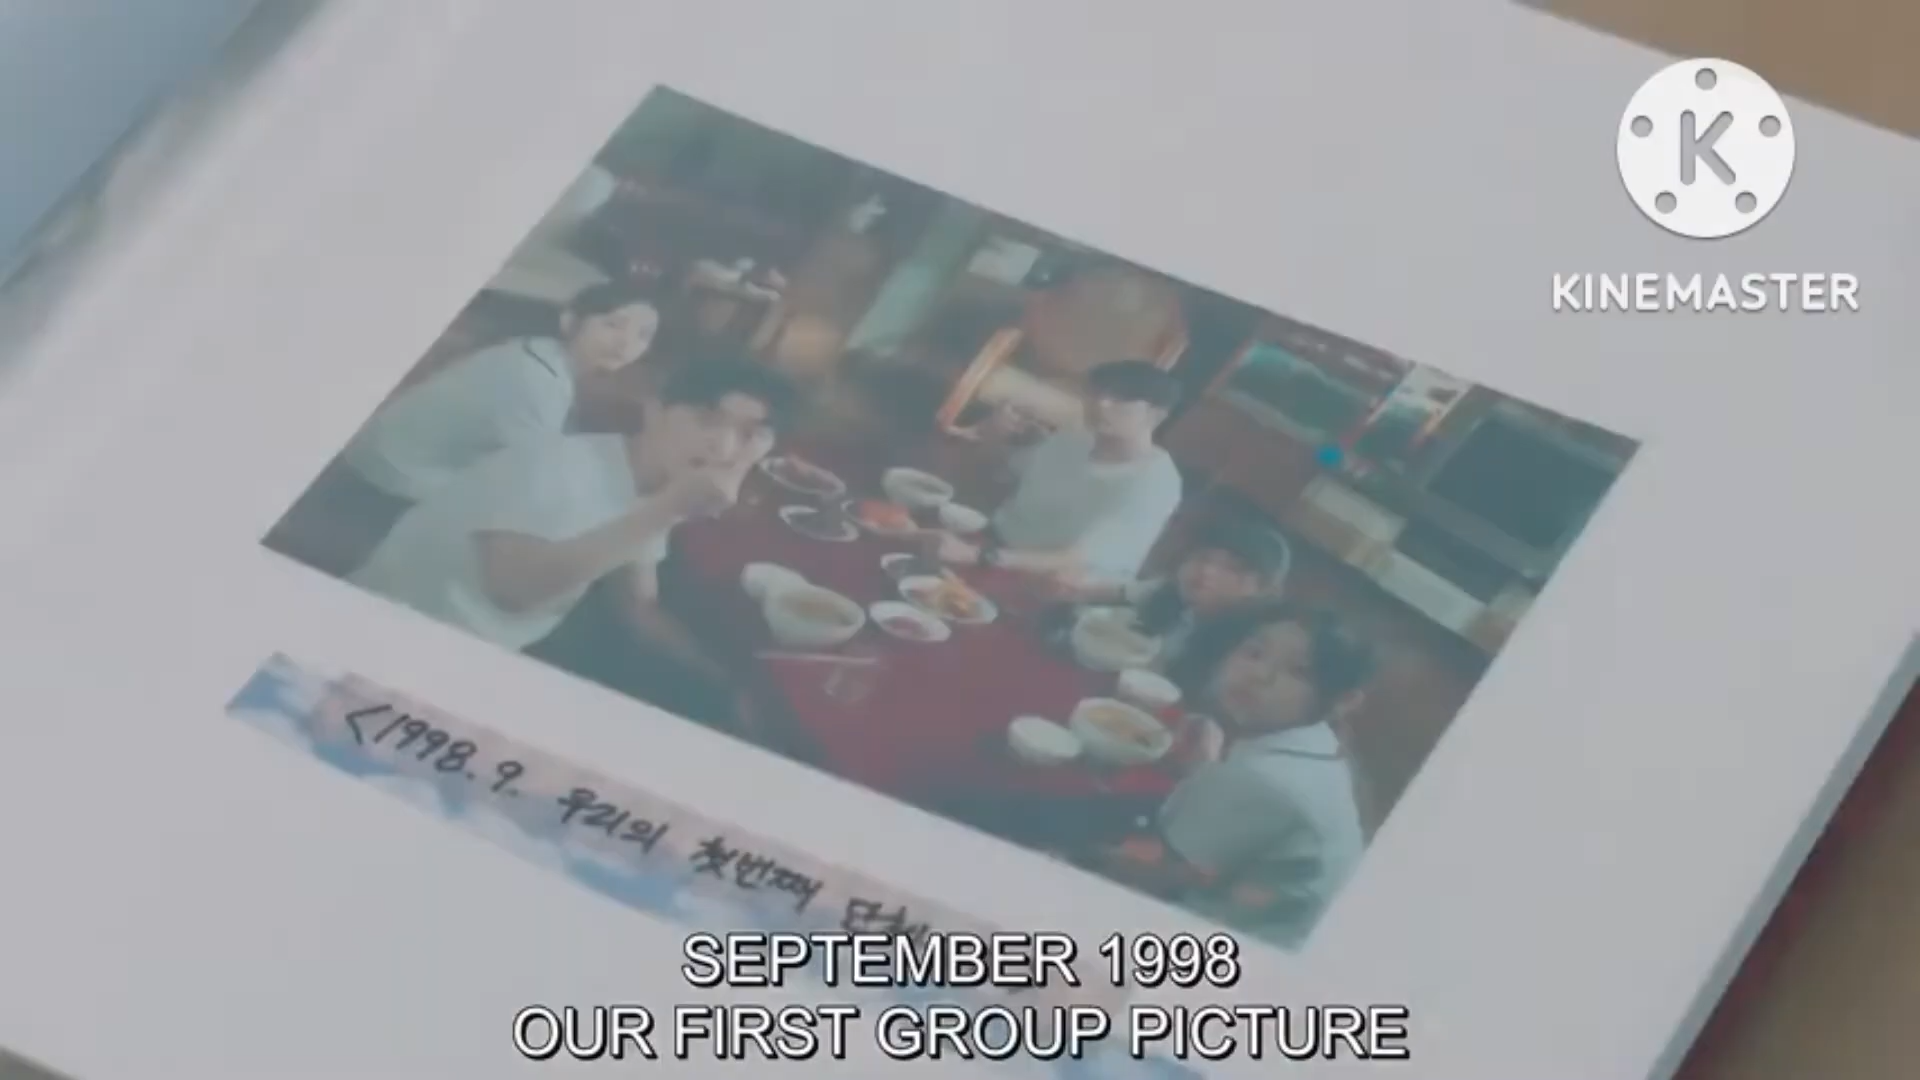 K
KINEMASTER
<1998. 9. 우리의 첫번째
SEPTEMBER 1998
OUR FIRST GROUP PICTURE